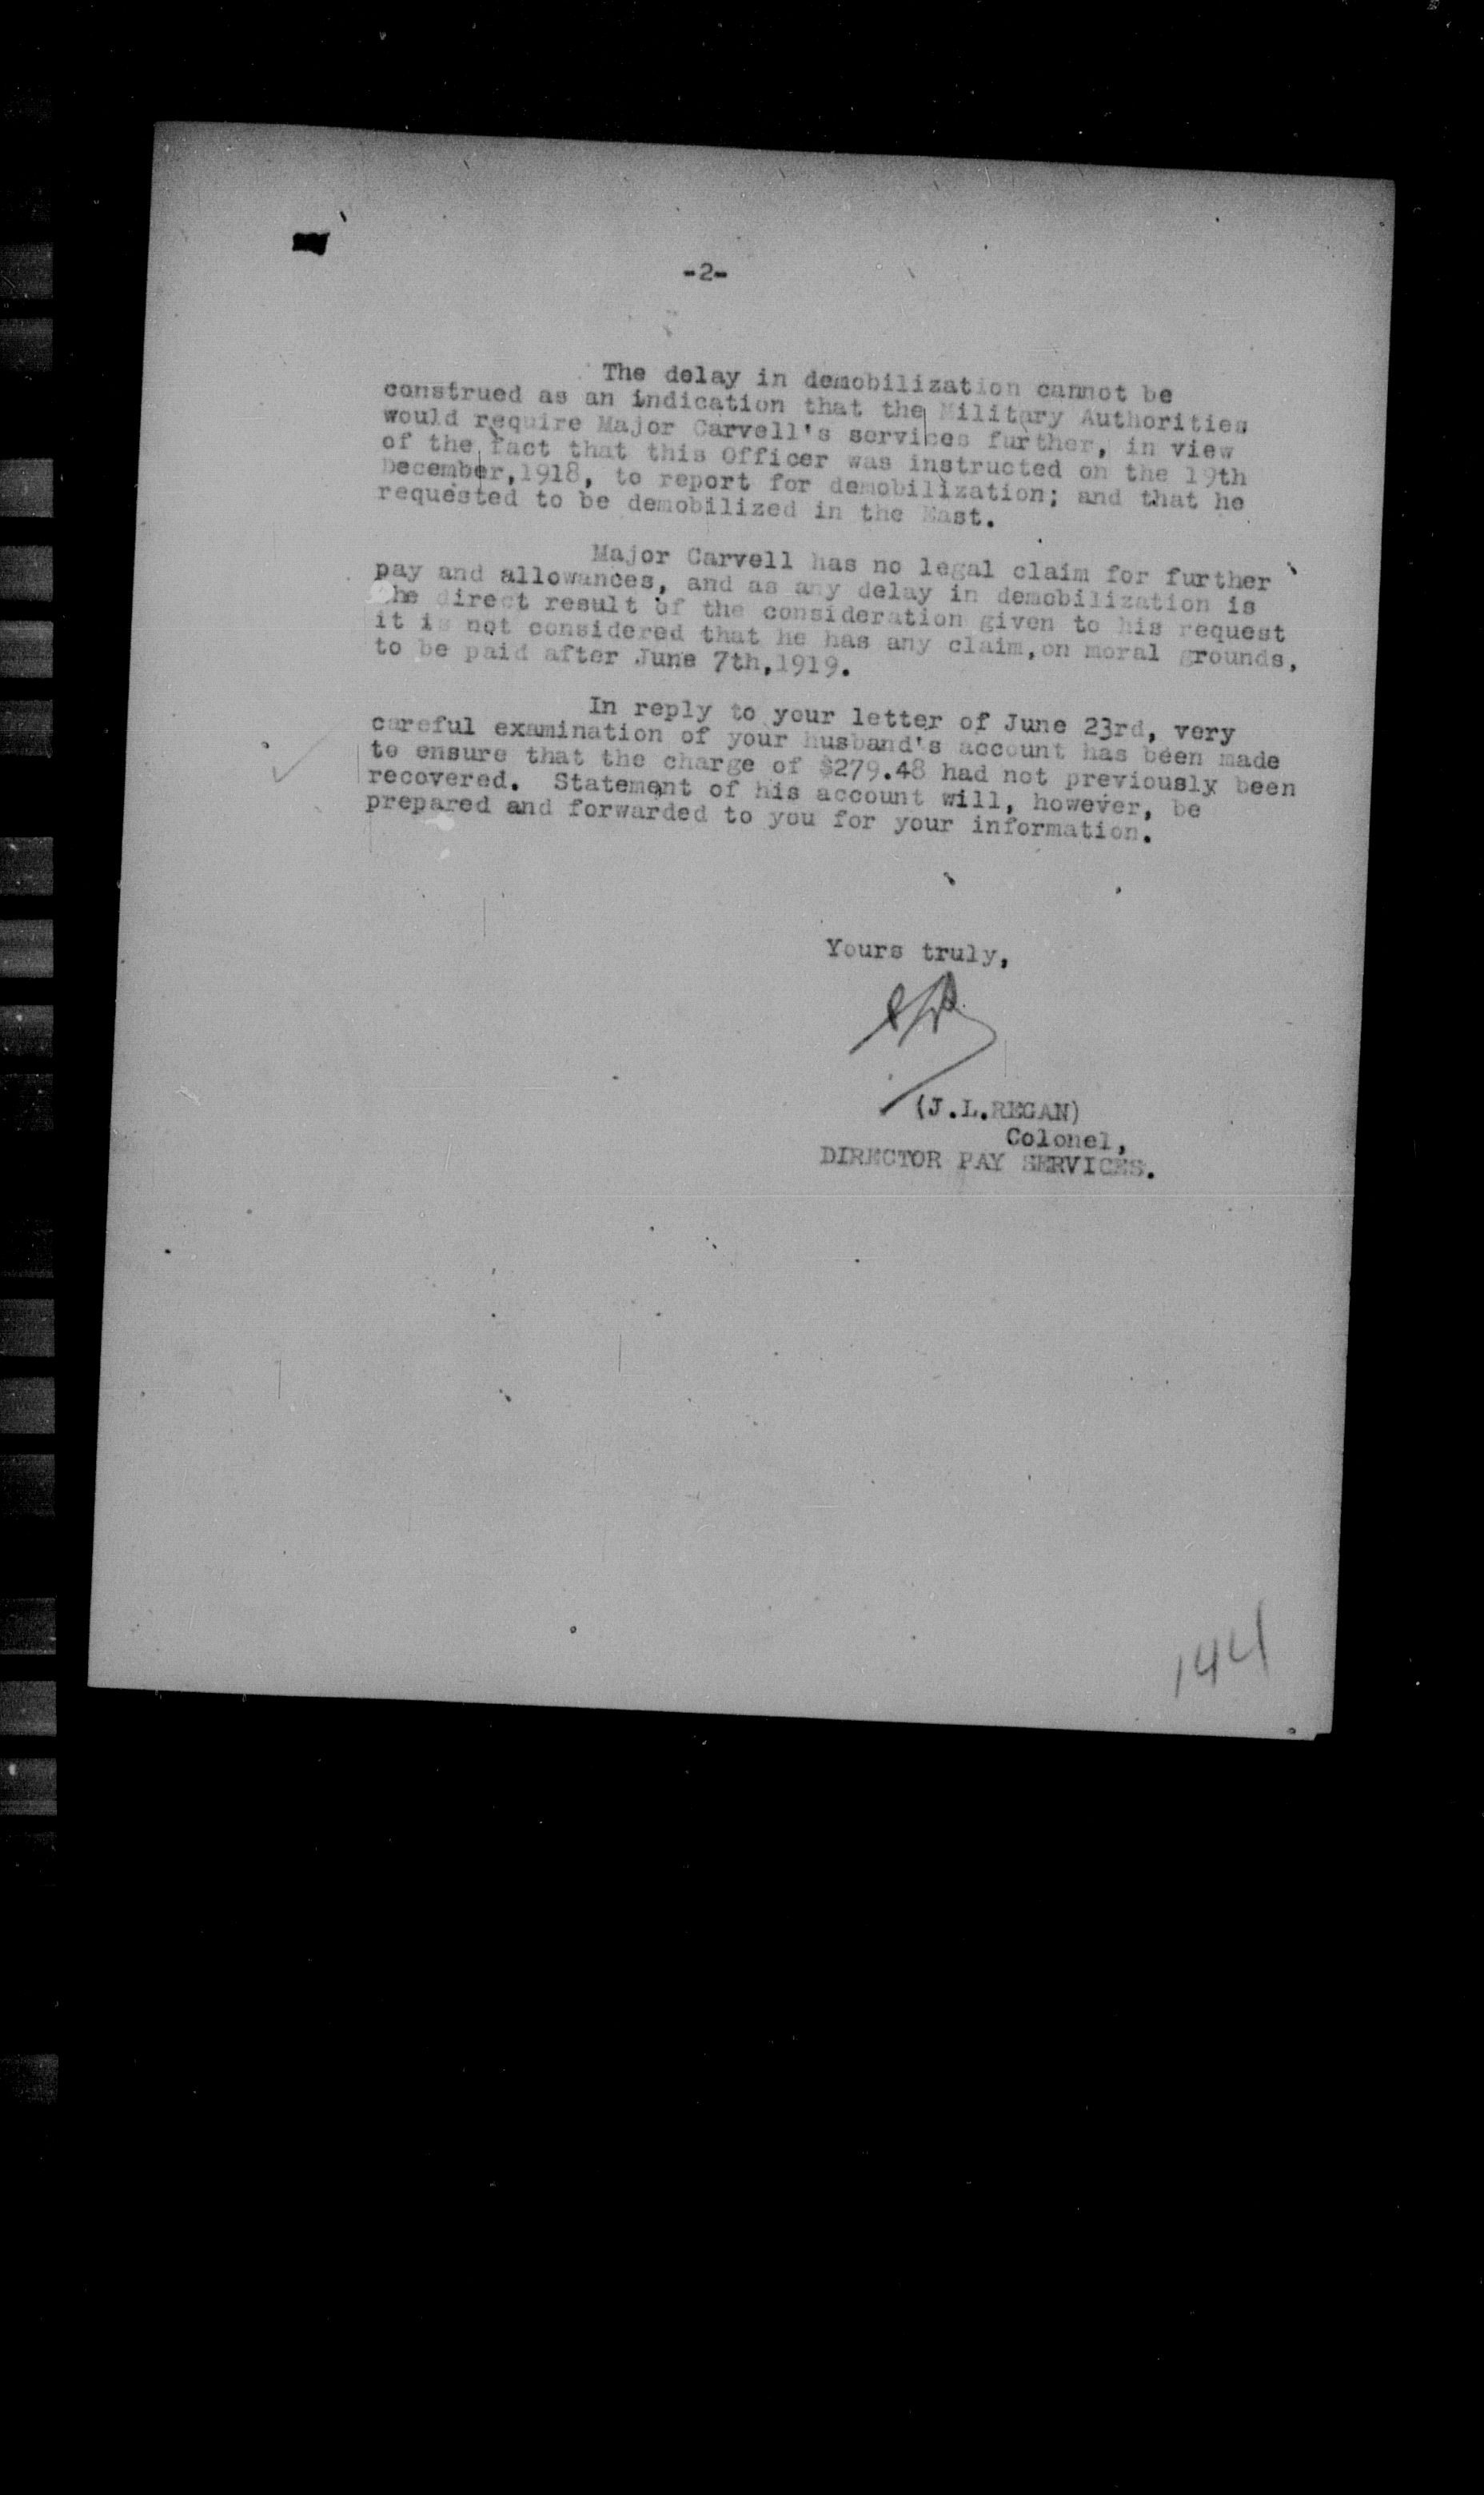 -2-
The delay in demobilization cannot be
construed as an indication that the Military Authorities
would require Major Carvell's services further, in view
of the fact that this Officer was instructed on the 19th
December,1918, to report for demobilization; and that he
requested to be demobilized in the East.
Major Carvell has no legal claim for further
pay and allowances, and as any delay in demobilization is
the direct result of the consideration given to his request
it is not considered that he has any claim,on moral grounds,
to be paid after June 7th,1919.
In reply to your letter of June 23rd, very
careful examination of your husband's account has been made
to ensure that the charge of $279.48 had not previously been
recovered. Statement of his account will, however, be
prepared and forwarded to you for your information.
Yours truly,
(J.L.REGAN)
Colonel,
DIRECTOR PAY SERVICES.
144